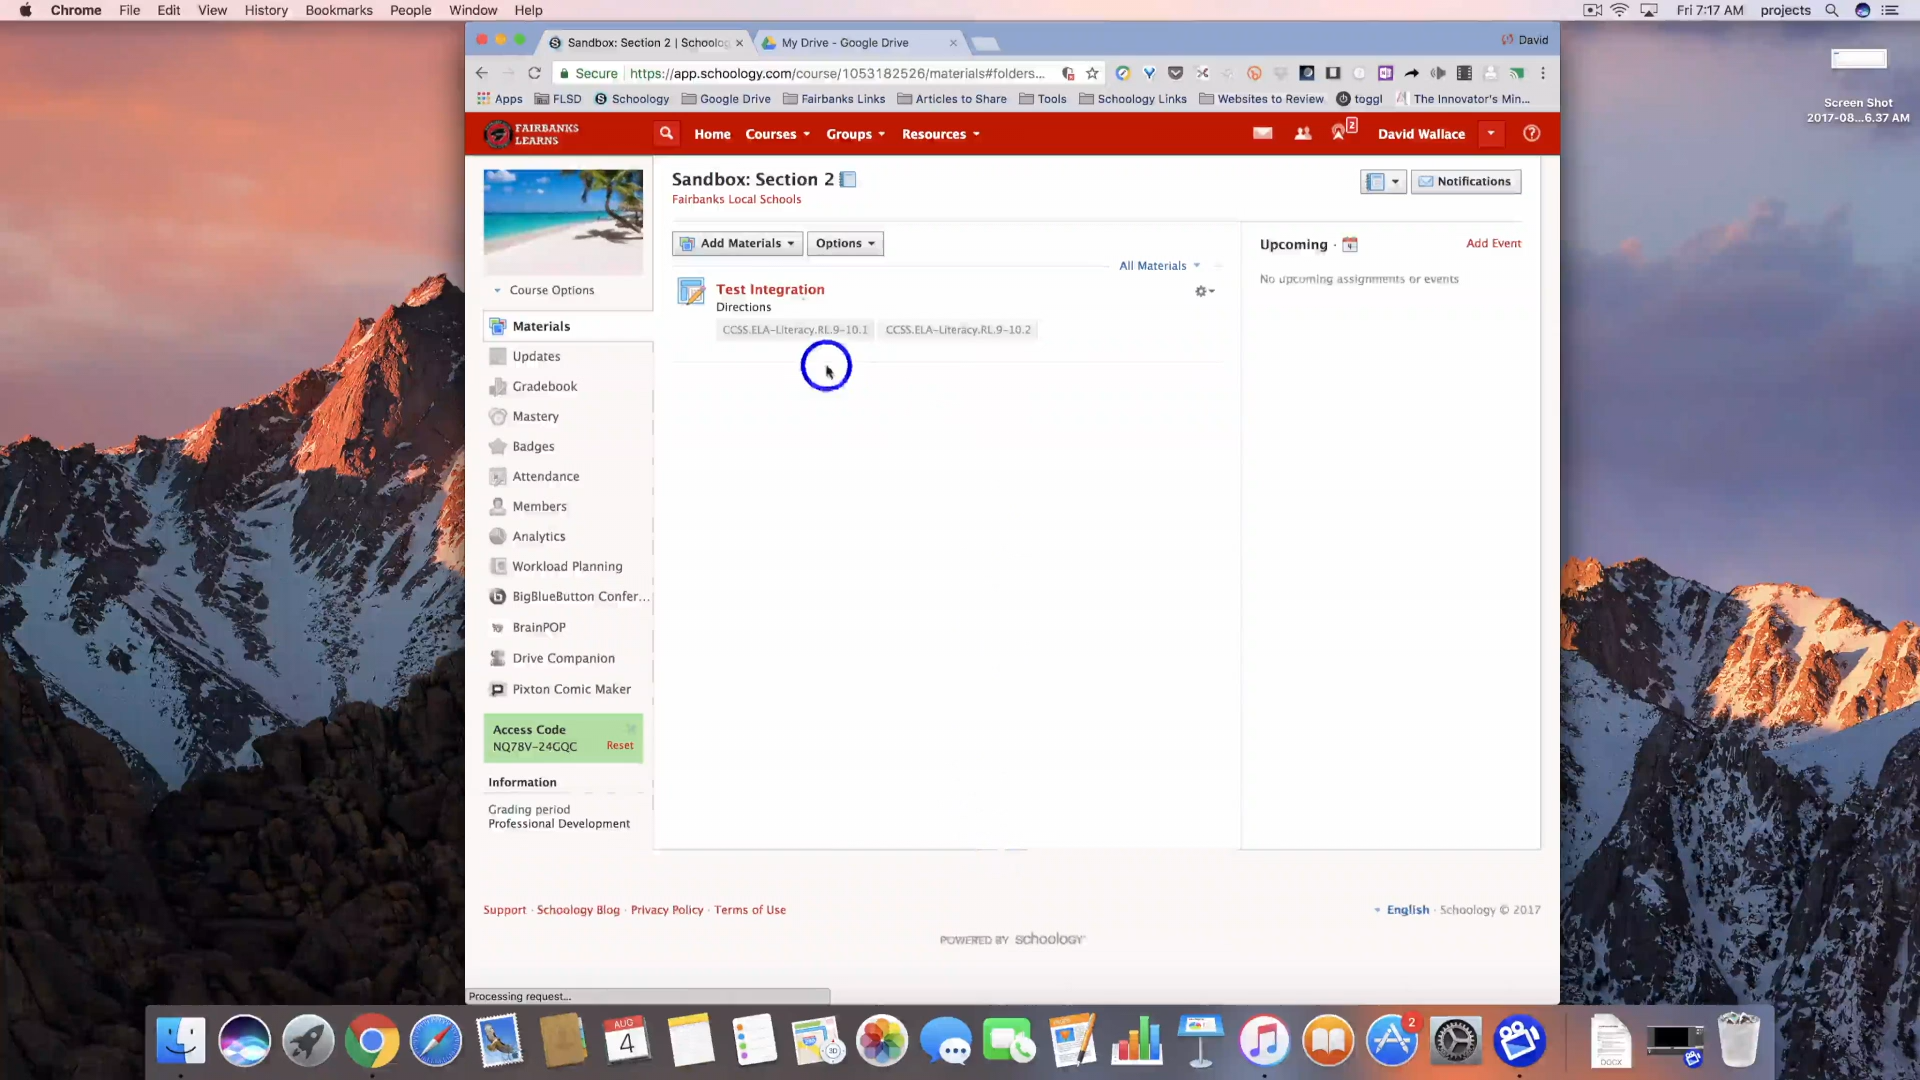 Chrome File Edit View History Bookmarks People Window Help
Fri 7:17 AM projects
Sandbox: Section 2 | Schoolog
My Drive - Google Drive
David
Secure
https://app.schoology.com/course/1053182526/materials#folders...
Apps FLSD Schoology Google Drive Fairbanks Links Articles to Share Tools Schoology Links Websites to Review toggl The Innovator's Min...
Screen Shot
2017-08...6.37 AM
FAIRBANKS
LEARNS
Home Courses Groups Resources
2
David Wallace
Sandbox: Section 2
Fairbanks Local Schools
Notifications
Add Materials Options
Upcoming · Add Event
All Materials
No upcoming assignments or events
Test Integration
Directions
CCSS.ELA-Literacy.RL.9-10.1 CCSS.ELA-Literacy.RL.9-10.2
Course Options
Materials
Updates
Gradebook
Mastery
Badges
Attendance
Members
Analytics
Workload Planning
BigBlueButton Confer...
BrainPOP
Drive Companion
Pixton Comic Maker
Access Code
NQ78V-24GQC Reset
Information
Grading period
Professional Development
Support · Schoology Blog · Privacy Policy · Terms of Use
English · Schoology © 2017
POWERED BY schoology
Processing request...
AUG
4
3D
2
DOCX